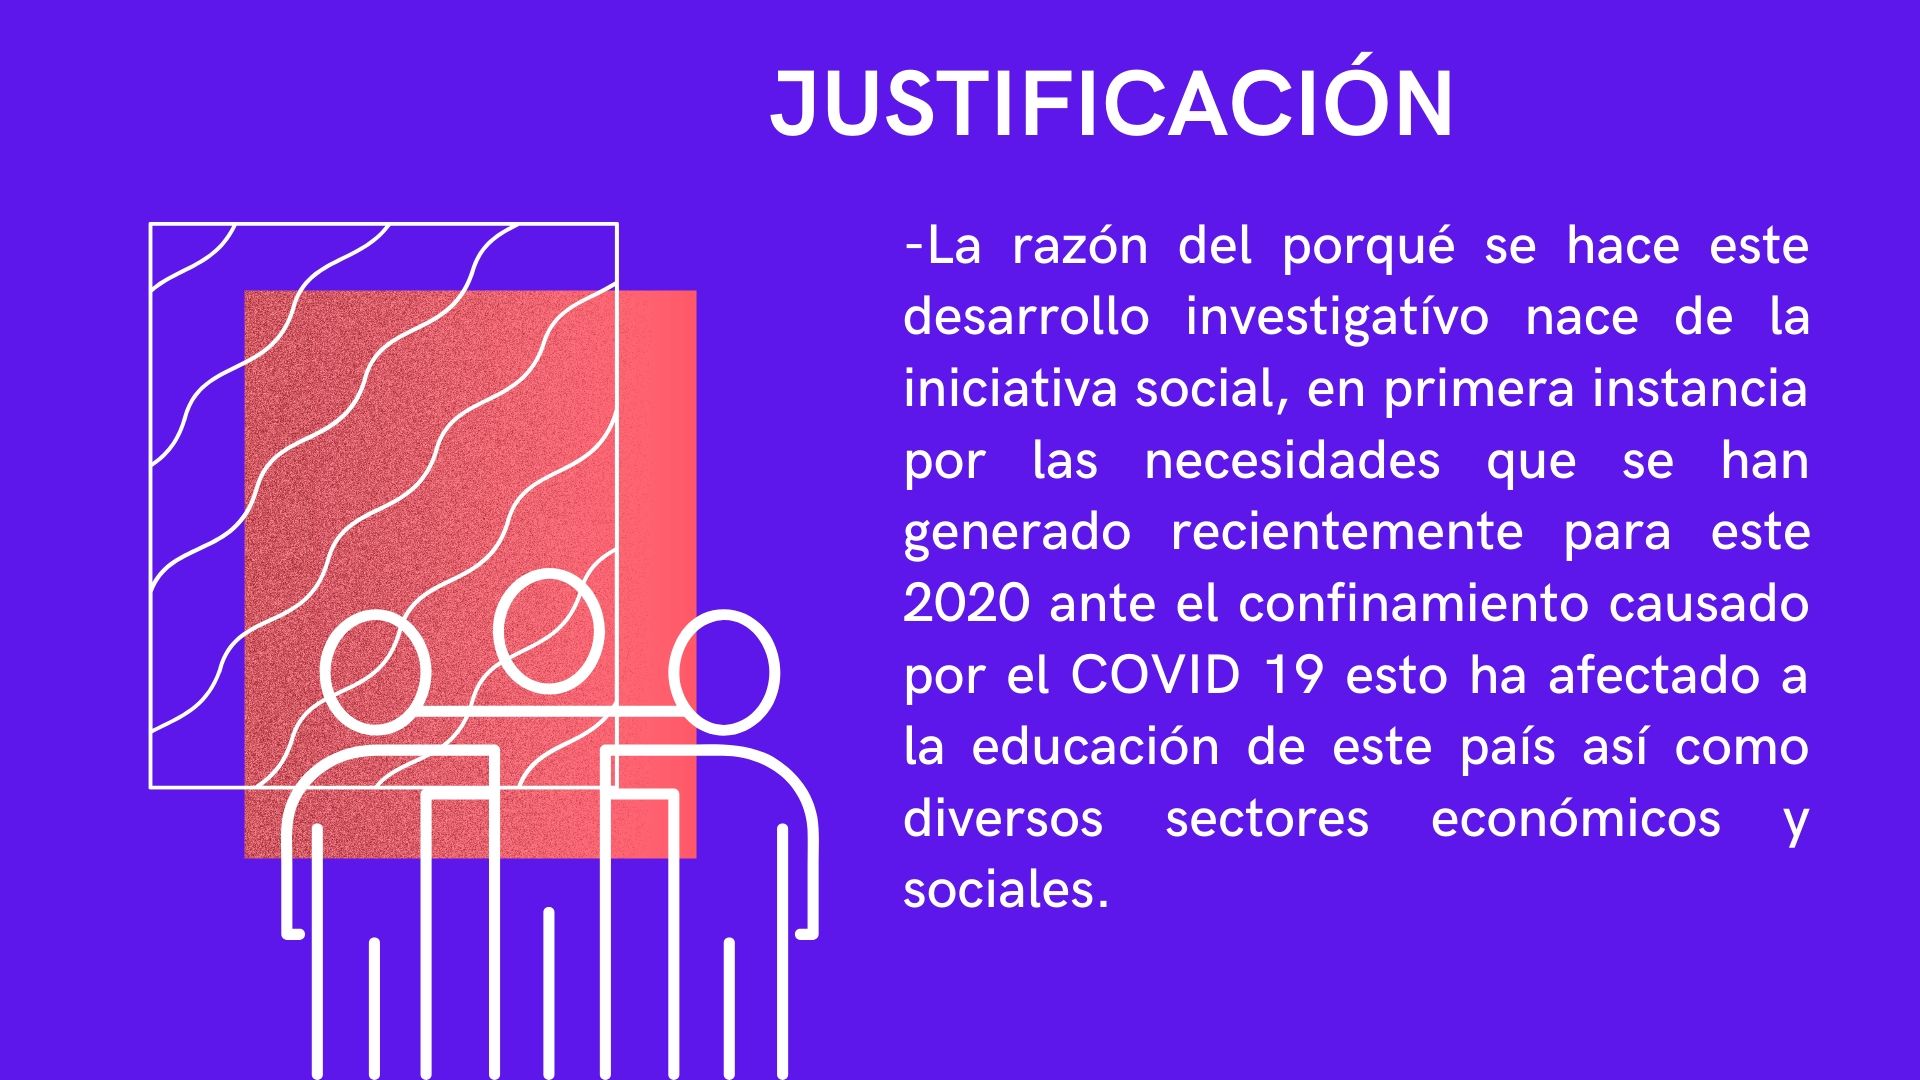 JUSTIFICACIÓN
-La razón del porqué se hace este
desarrollo investigatívo nace de la
iniciativa social, en primera instancia
por las necesidades que se han
generado recientemente para este
2020 ante el confinamiento causado
por el COVID 19 esto ha afectado a
la educación de este país así como
diversos sectores económicos y
sociales.